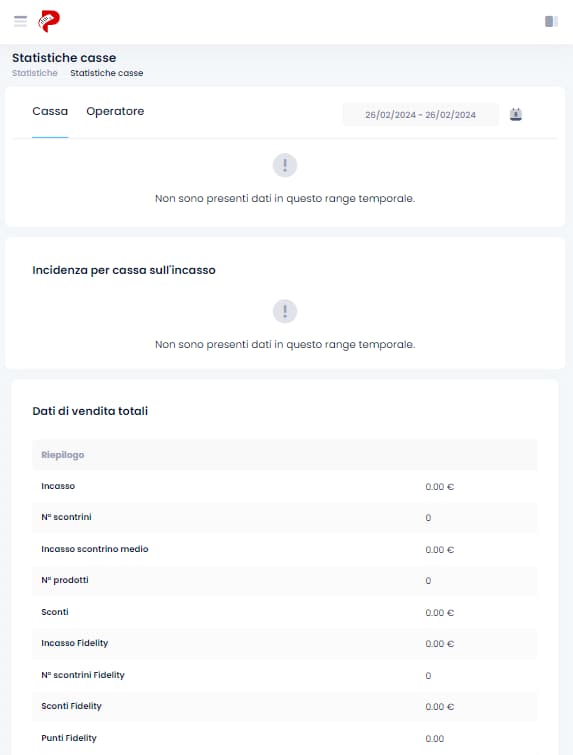 Statistiche casse
Statistiche Statistiche casse
Cassa Operatore 26/02/2024 - 26/02/2024
Non sono presenti dati in questo range temporale.
Incidenza per cassa sull'incasso
Non sono presenti dati in questo range temporale.
Dati di vendita totali
Riepilogo
Incasso 0.00 €
N° scontrini 0
Incasso scontrino medio 0.00 €
N° prodotti 0
Sconti 0.00 €
Incasso Fidelity 0.00 €
N° scontrini Fidelity 0
Sconti Fidelity 0.00 €
Punti Fidelity 0.00